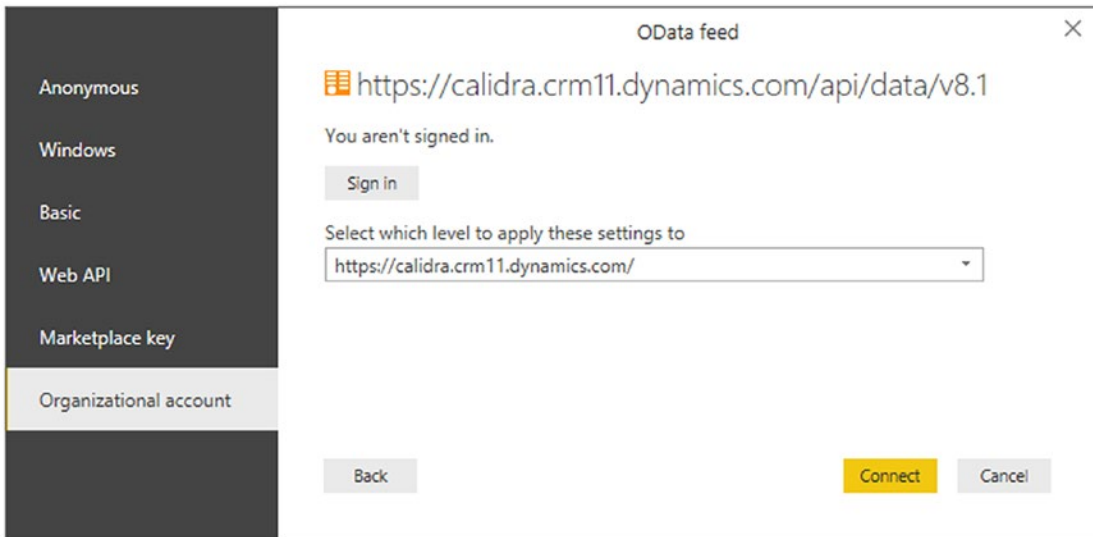 OData feed
Anonymous
Windows
Basic
Web API
Marketplace key
Organizational account
https://calidra.crm11.dynamics.com/api/data/v8.1
You aren't signed in.
Sign in
Select which level to apply these settings to
https://calidra.crm11.dynamics.com/
Back
Connect
Cancel